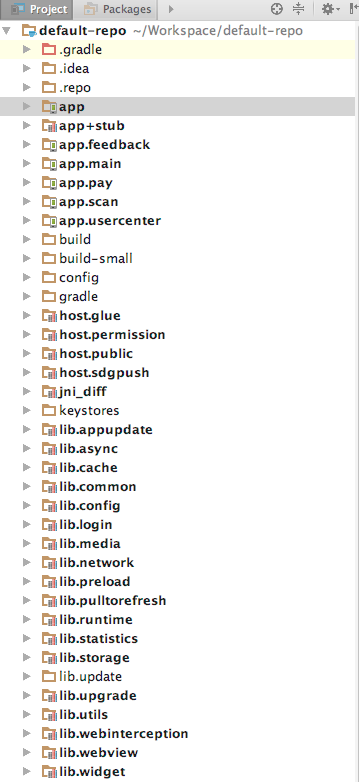 Project Packages
default-repo ~/Workspace/default-repo
.gradle
.idea
.repo
app
app+stub
app.feedback
app.main
app.pay
app.scan
app.usercenter
build
build-small
config
gradle
host.glue
host.permission
host.public
host.sdgpush
jni_diff
keystores
lib.appupdate
lib.async
lib.cache
lib.common
lib.config
lib.login
lib.media
lib.network
lib.preload
lib.pulltorefresh
lib.runtime
lib.statistics
lib.storage
lib.update
lib.upgrade
lib.utils
lib.webinterception
lib.webview
lib.widget